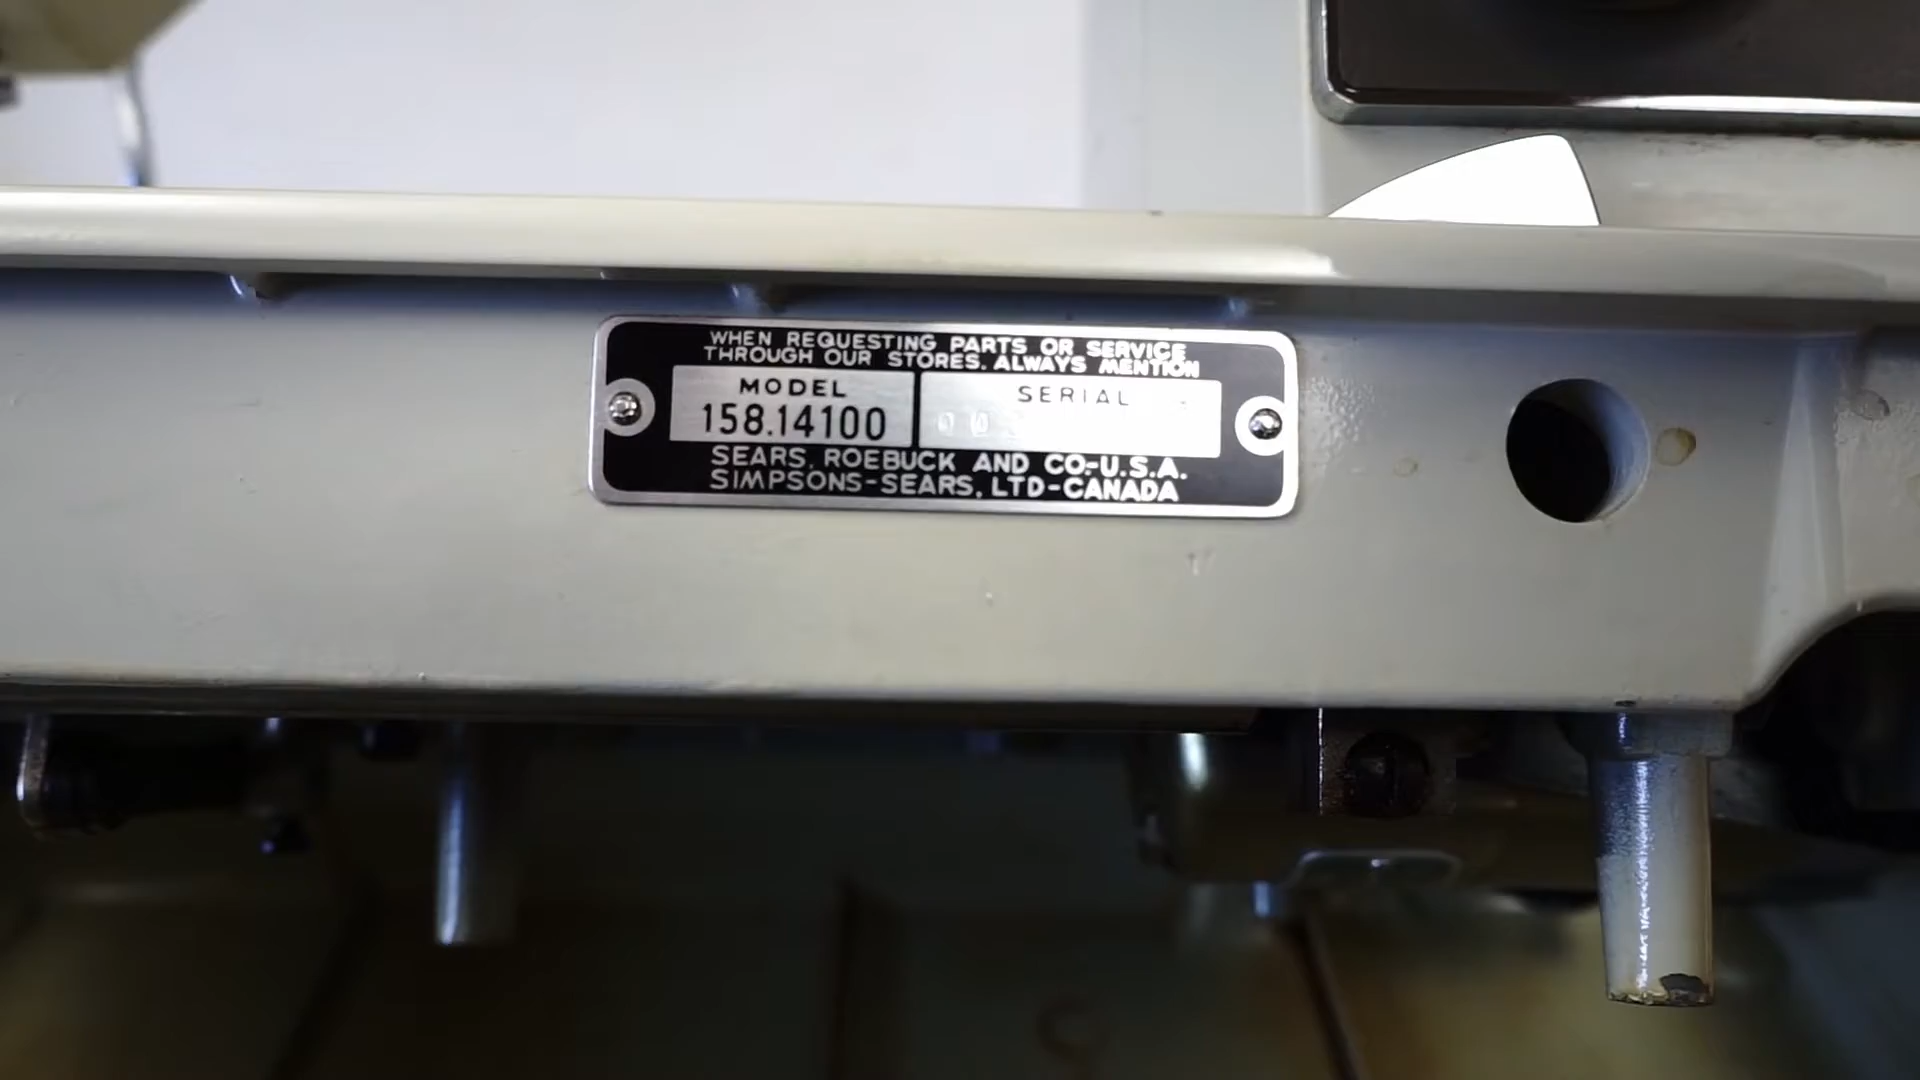 WHEN REQUESTING PARTS OR SERVICE
THROUGH OUR STORES, ALWAYS MENTION
MODEL
158.14100
SERIAL
SEARS, ROEBUCK AND CO.-U.S.A.
SIMPSONS-SEARS, LTD-CANADA